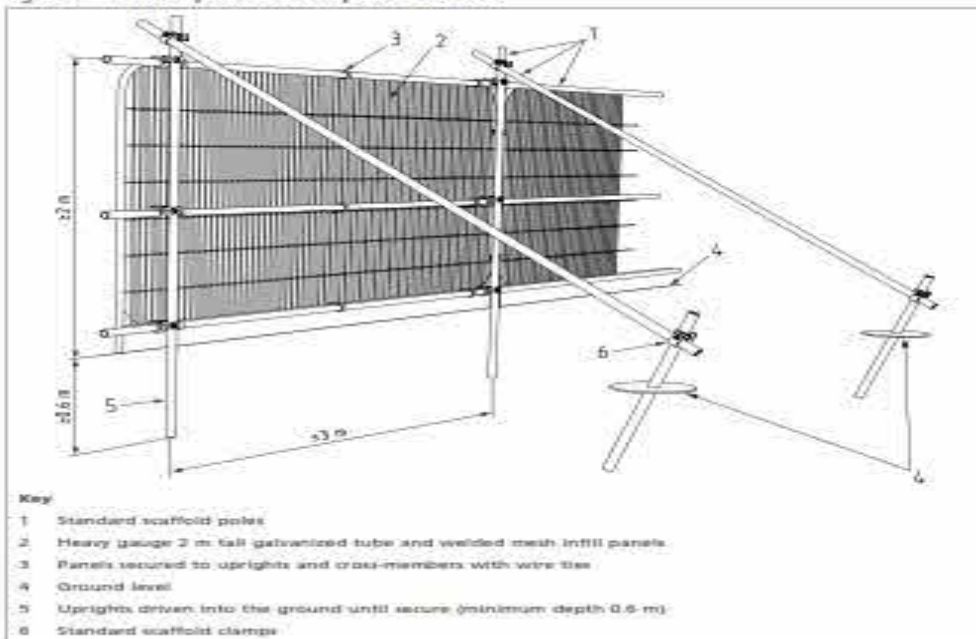 3
2
1
≥2 m
4
6
≥0.6 m
5
≤3 m
4
Key
1 Standard scaffold poles
2 Heavy gauge 2 m tall galvanized tube and welded mesh infill panels
3 Panels secured to uprights and cross-members with wire ties
4 Ground level
5 Uprights driven into the ground until secure (minimum depth 0.6 m)
6 Standard scaffold clamps